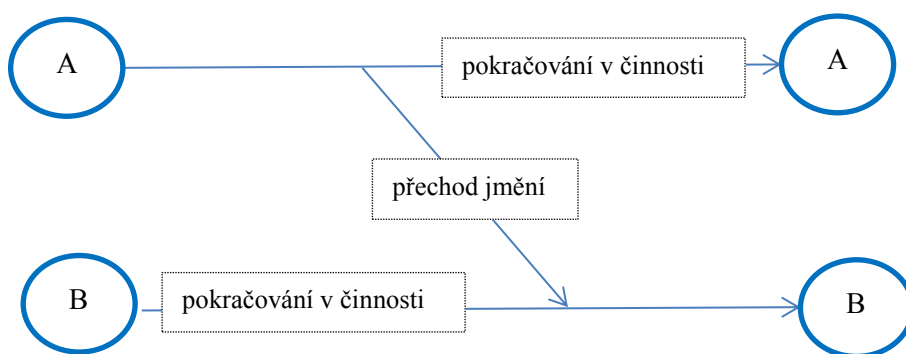 A
pokračování v činnosti
A
přechod jmění
B
pokračování v činnosti
B